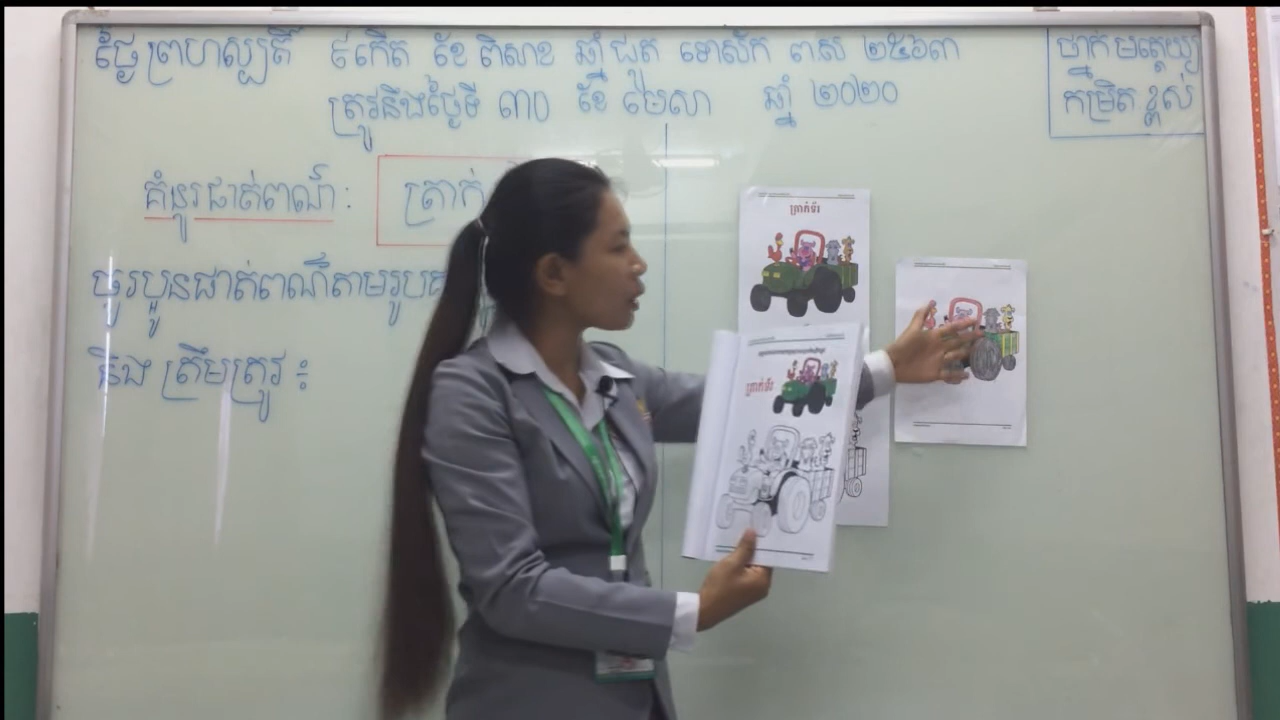 ថ្ងៃ ព្រហស្បតិ៍ ៩កើត ខែ ពិសាខ ឆ្នាំ ជូត ទោស័ក ពស ២៥៦៣
ត្រូវនឹងថ្ងៃទី ៣០ ខែ មេសា ឆ្នាំ ២០២០
ថ្នាក់ មត្តេយ្យ
កម្រិត ខ្ពស់
គំនូរផាត់ពណ៌ : ត្រាក់
ចូរប្អូនផាត់ពណ៌តាមរូបគ
និង ត្រឹមត្រូវ ៖
ត្រាក់ទ័រ
ត្រាក់ទ័រ